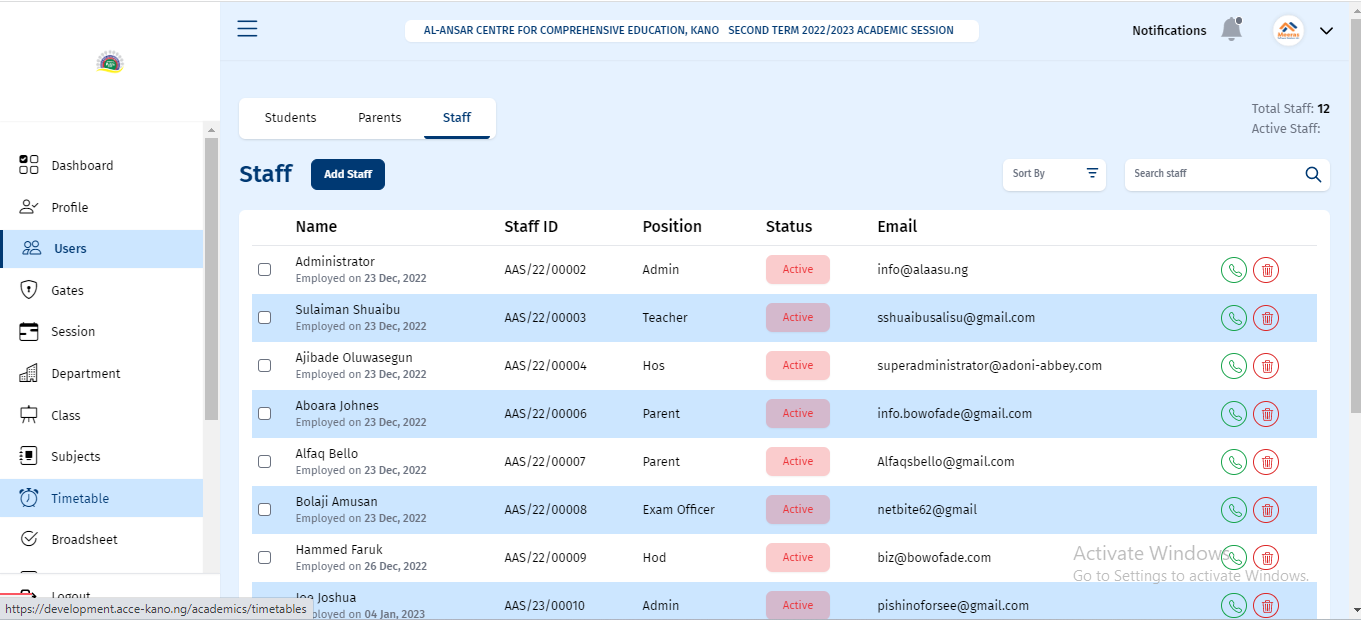 AL-ANSAR CENTRE FOR COMPREHENSIVE EDUCATION, KANO SECOND TERM 2022/2023 ACADEMIC SESSION
Notifications
Students Parents Staff
Total Staff: 12
Active Staff:
Staff Add Staff
Sort By
Search staff
Dashboard
Profile
Users
Gates
Session
Department
Class
Subjects
Timetable
Broadsheet
Logout
https://development.acce-kano.ng/academics/timetables
Name Staff ID Position Status Email
Administrator
Employed on 23 Dec, 2022
AAS/22/00002 Admin Active info@alaasu.ng
Sulaiman Shuaibu
Employed on 23 Dec, 2022
AAS/22/00003 Teacher Active sshuaibusalisu@gmail.com
Ajibade Oluwasegun
Employed on 23 Dec, 2022
AAS/22/00004 Hos Active superadministrator@adoni-abbey.com
Aboara Johnes
Employed on 23 Dec, 2022
AAS/22/00006 Parent Active info.bowofade@gmail.com
Alfaq Bello
Employed on 23 Dec, 2022
AAS/22/00007 Parent Active Alfaqsbello@gmail.com
Bolaji Amusan
Employed on 23 Dec, 2022
AAS/22/00008 Exam Officer Active netbite62@gmail
Hammed Faruk
Employed on 26 Dec, 2022
AAS/22/00009 Hod Active biz@bowofade.com
Joshua
ployed on 04 Jan, 2023
AAS/23/00010 Admin Active pishinoforsee@gmail.com
Activate Windows
Go to Settings to activate Windows.